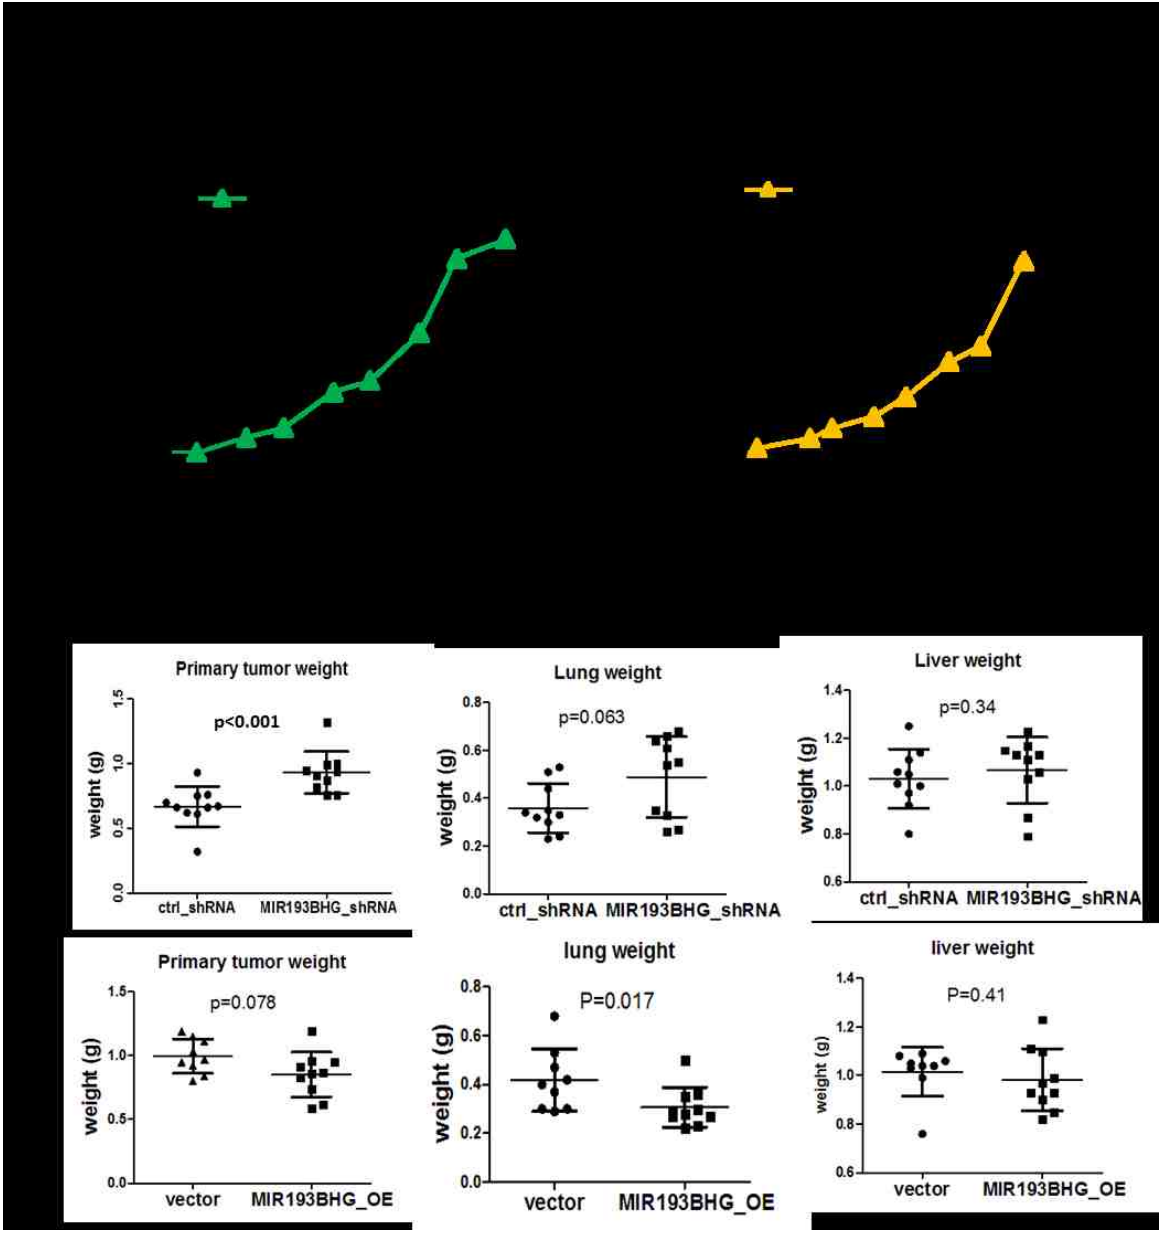 Primary tumor weight
p<0.001
weight (g)
1.5
1.0
0.5
0.0
ctrl_shRNA MIR193BHG_shRNA
Lung weight
p=0.063
weight (g)
0.8
0.6
0.4
0.2
0.0
ctrl_shRNA MIR193BHG_shRNA
Liver weight
p=0.34
weight (g)
1.4
1.2
1.0
0.8
0.6
ctrl_shRNA MIR193BHG_shRNA
Primary tumor weight
p=0.078
weight (g)
1.5
1.0
0.5
0.0
vector MIR193BHG_OE
lung weight
P=0.017
weight (g)
0.8
0.6
0.4
0.2
0.0
vector MIR193BHG_OE
liver weight
P=0.41
weight (g)
1.4
1.2
1.0
0.8
0.6
vector MIR193BHG_OE